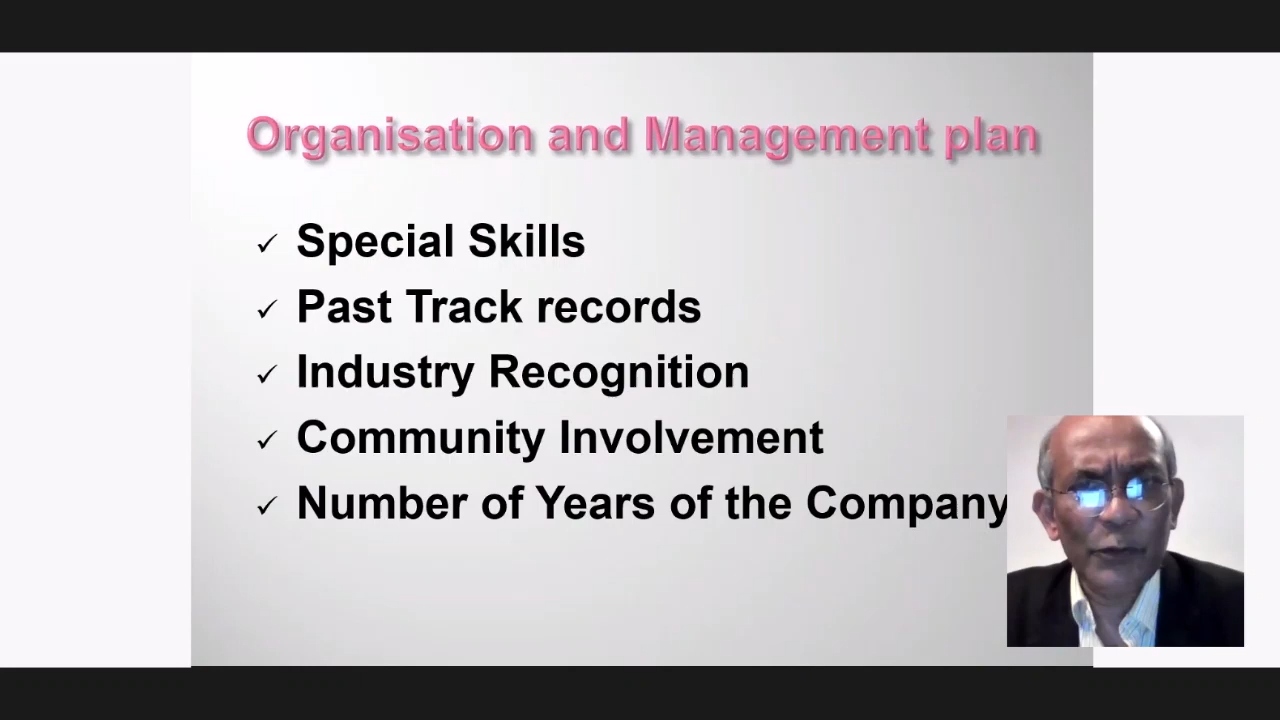 Organisation and Management plan
✓ Special Skills
✓ Past Track records
✓ Industry Recognition
✓ Community Involvement
✓ Number of Years of the Company